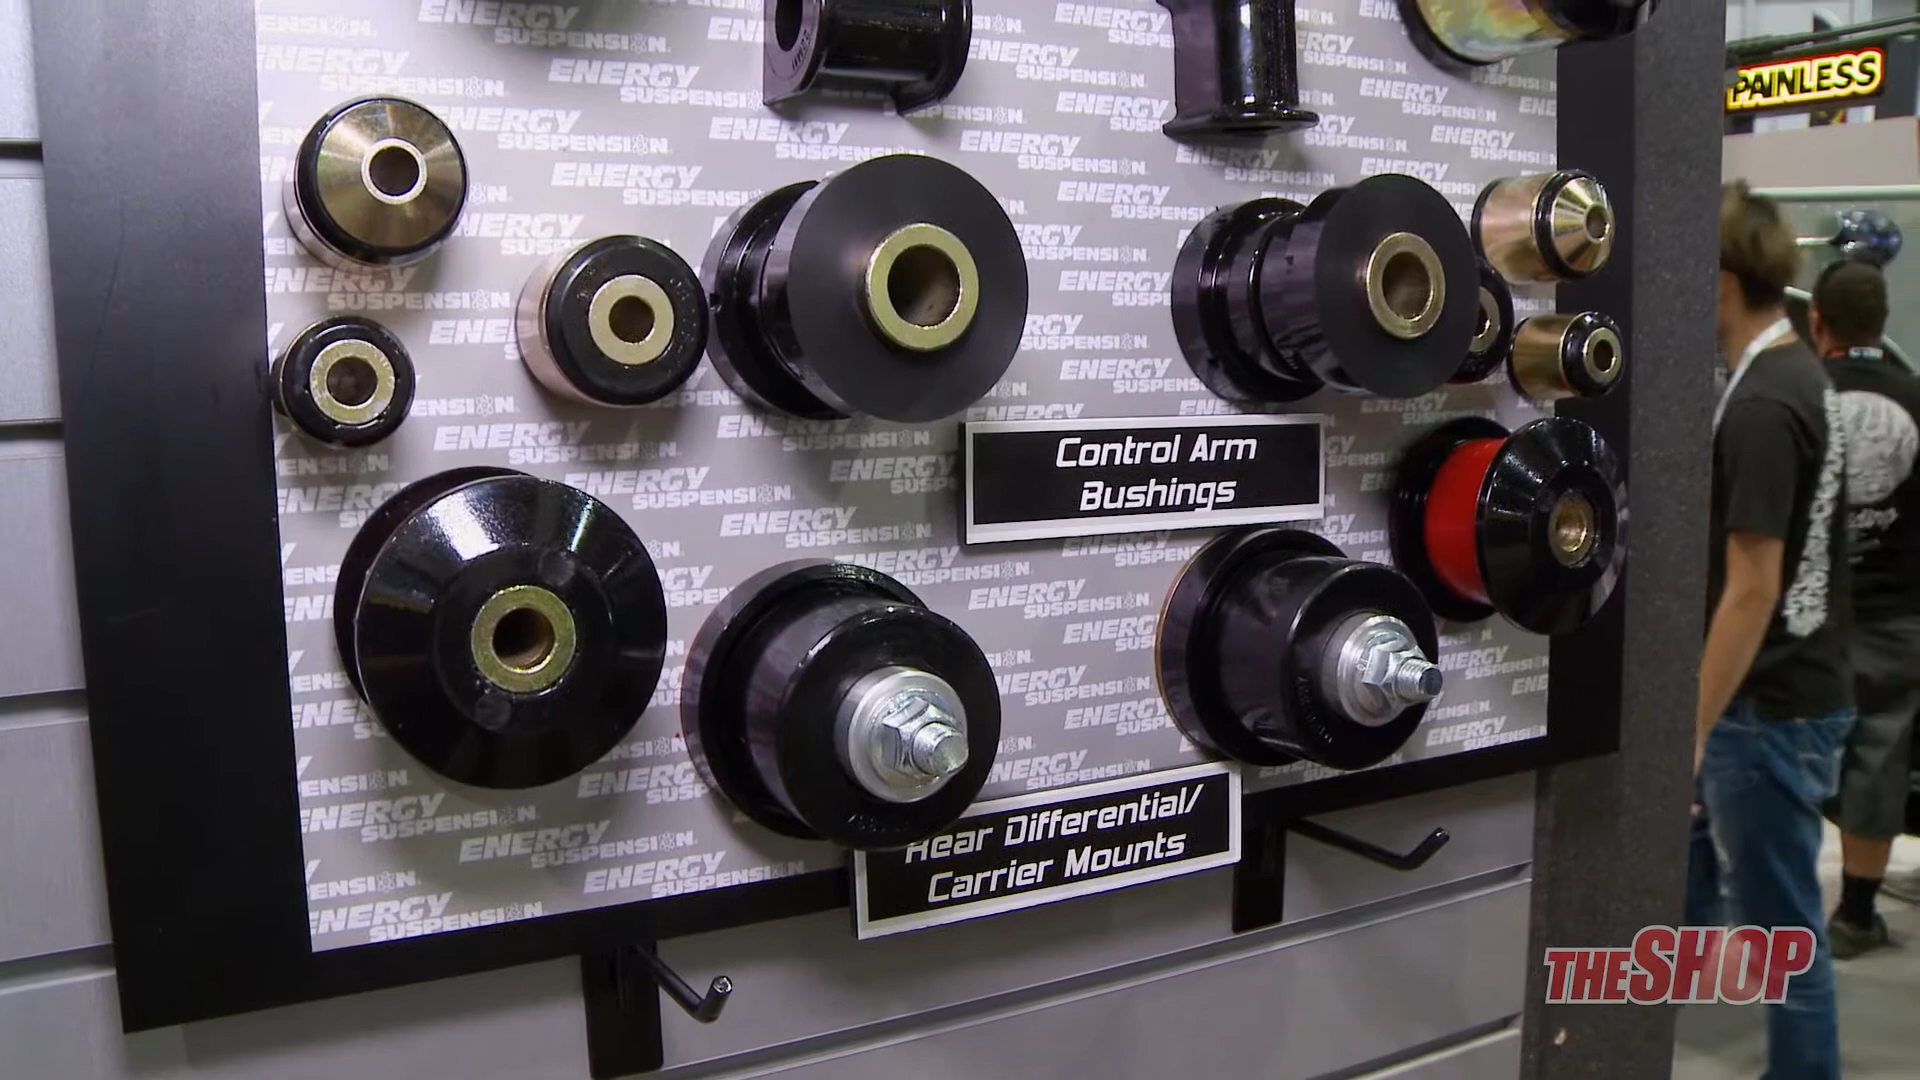 ENERGY
SUSPENSION
PAINLESS
Control Arm
Bushings
Rear Differential/
Carrier Mounts
THE SHOP